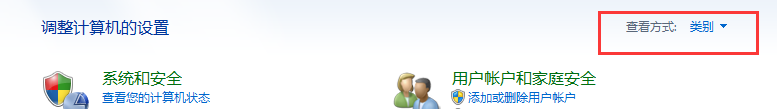 调整计算机的设置
查看方式: 类别
系统和安全
查看您的计算机状态
用户帐户和家庭安全
添加或删除用户帐户